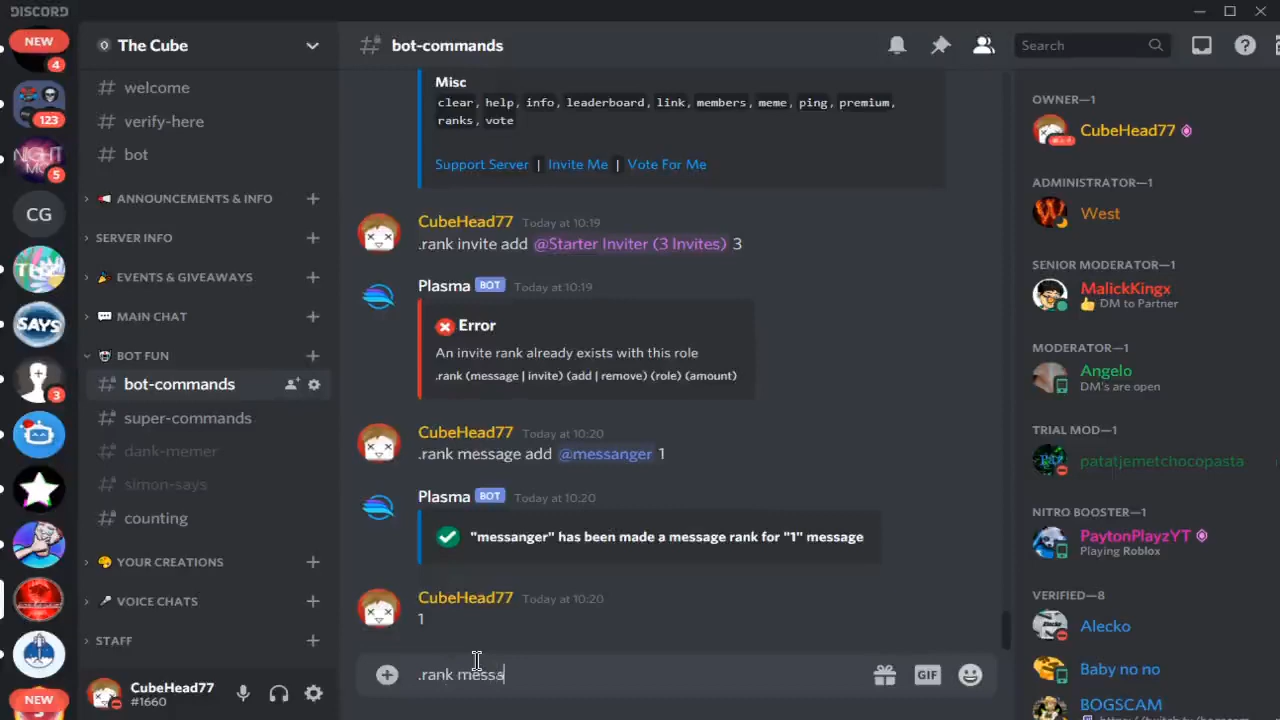 DISCORD
NEW
4
123
NIGHT
5
CG
SAYS
3
NEW
The Cube
welcome
verify-here
bot
ANNOUNCEMENTS & INFO
SERVER INFO
EVENTS & GIVEAWAYS
MAIN CHAT
BOT FUN
bot-commands
super-commands
dank-memer
simon-says
counting
YOUR CREATIONS
VOICE CHATS
STAFF
CubeHead77
#1660
bot-commands
Search
Misc
clear, help, info, leaderboard, link, members, meme, ping, premium,
ranks, vote
Support Server | Invite Me | Vote For Me
CubeHead77 Today at 10:19
.rank invite add @Starter Inviter (3 Invites) 3
Plasma BOT Today at 10:19
Error
An invite rank already exists with this role
.rank (message | invite) (add | remove) (role) (amount)
CubeHead77 Today at 10:20
.rank message add @messanger 1
Plasma BOT Today at 10:20
"messanger" has been made a message rank for "1" message
CubeHead77 Today at 10:20
1
.rank messa
GIF
OWNER—1
CubeHead77
ADMINISTRATOR—1
West
SENIOR MODERATOR—1
MalickKingx
DM to Partner
MODERATOR—1
Angelo
DM's are open
TRIAL MOD—1
patatjemetchocopasta
NITRO BOOSTER—1
PaytonPlayzYT
Playing Roblox
VERIFIED—8
Alecko
Baby no no
BOGSCAM